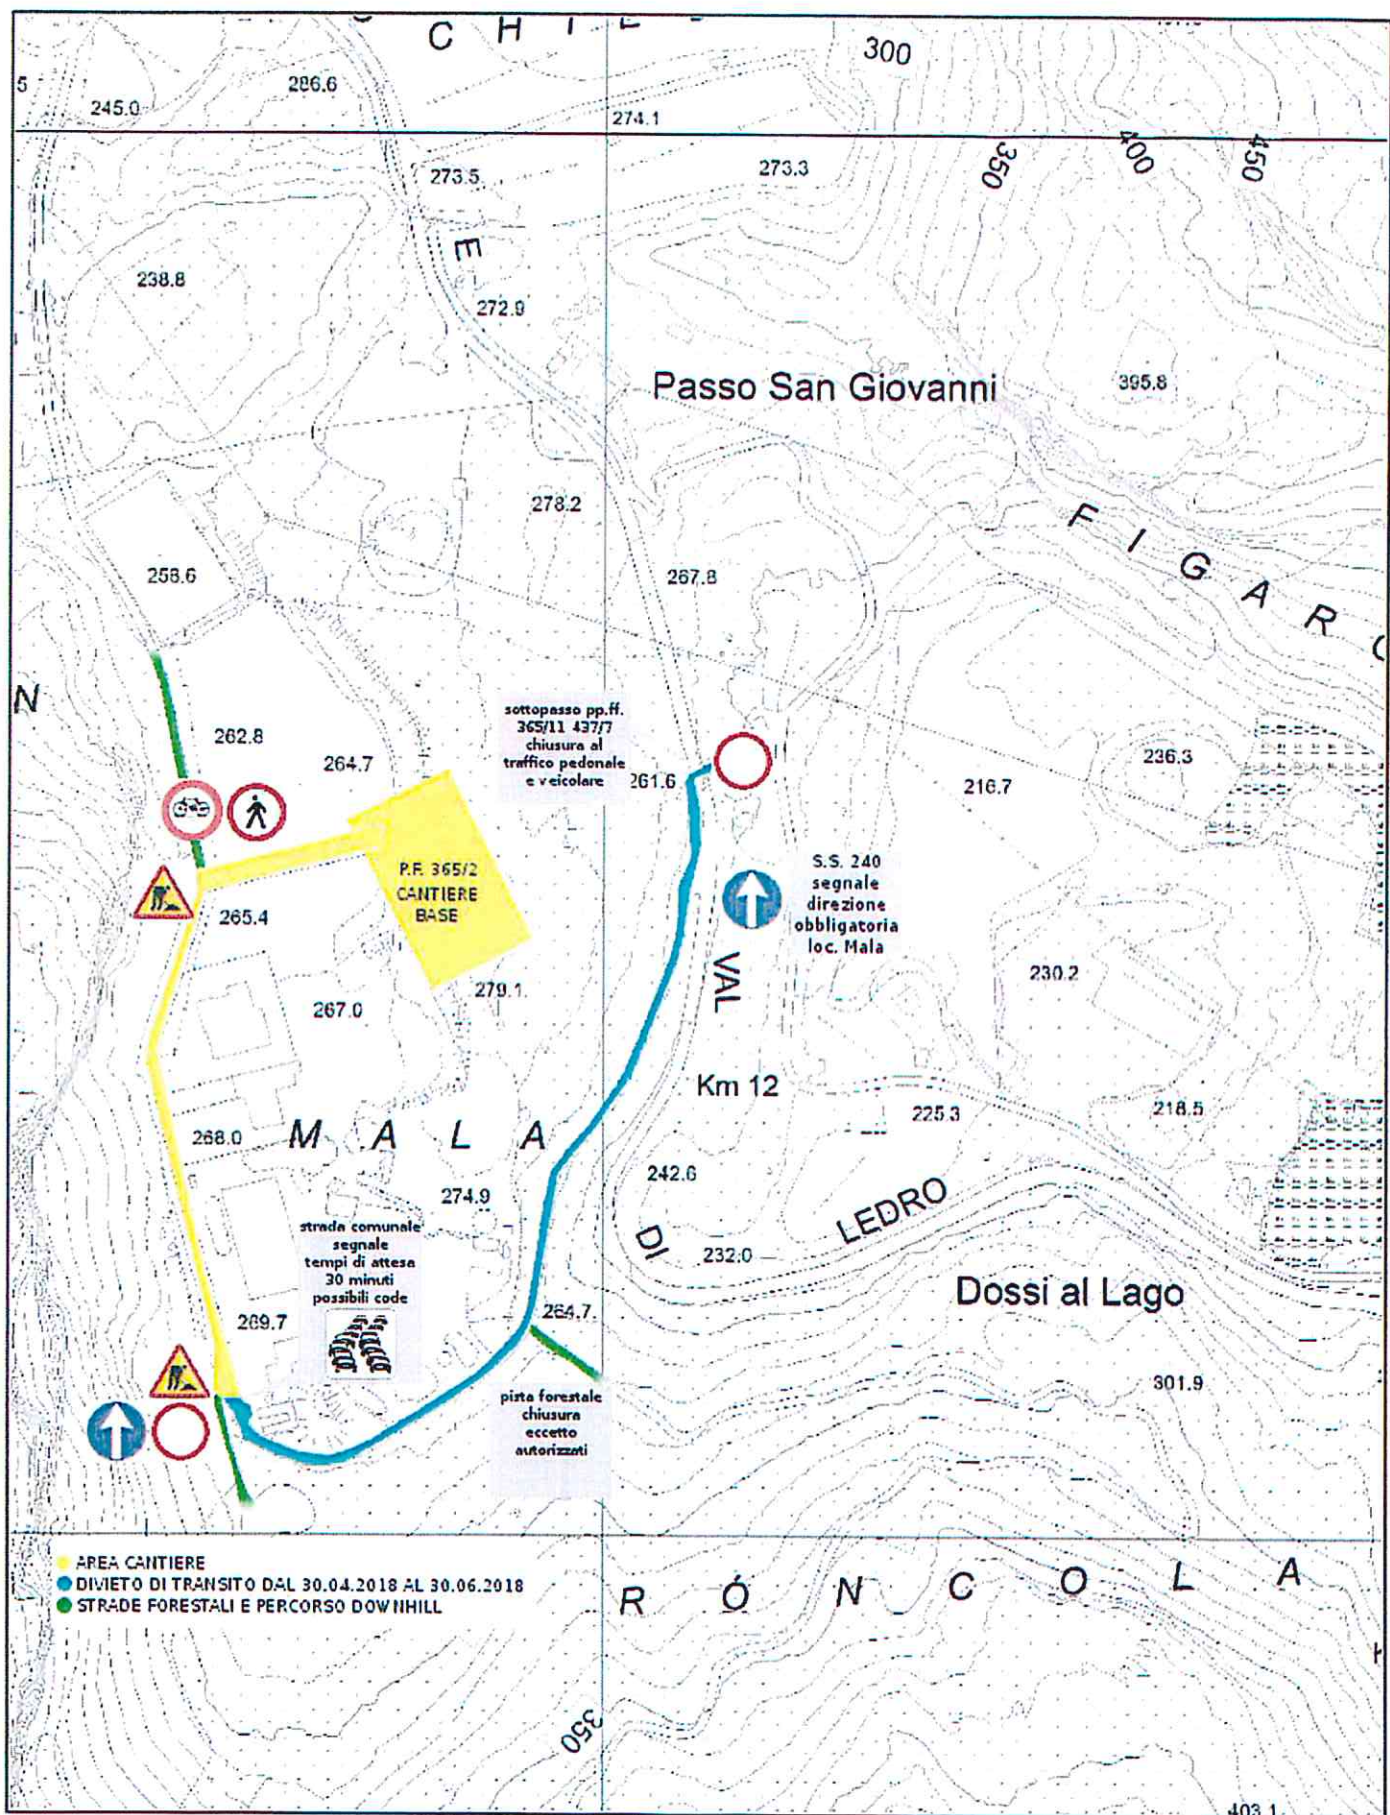 300
5
286.6
245.0
274.1
350
400
450
273.5
273.3
E
238.8
272.9
Passo San Giovanni
395.8
278.2
258.6
267.8
F I G A R
N
262.8
264.7
sottopasso pp.ff.
365/11 437/7
chiusura al
traffico pedonale
e veicolare
261.6
236.3
216.7
P.F. 365/2
CANTIERE
BASE
S.S. 240
segnale
direzione
obbligatoria
loc. Mala
265.4
267.0
279.1
VAL
230.2
Km 12
225.3
218.5
268.0
M A L A
274.9
242.6
DI
LEDRO
232.0
strada comunale
segnale
tempi di attesa
30 minuti
possibili code
Dossi al Lago
269.7
264.7
301.9
pista forestale
chiusura
eccetto
autorizzati
AREA CANTIERE
DIVIETO DI TRANSITO DAL 30.04.2018 AL 30.06.2018
STRADE FORESTALI E PERCORSO DOWNHILL
R Ó N C O L A
350
403.1